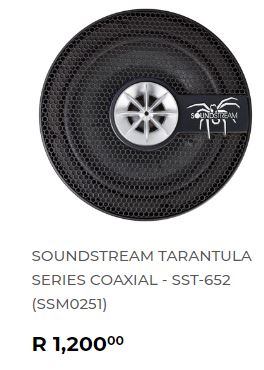 SOUNDSTREAM
SOUNDSTREAM TARANTULA
SERIES COAXIAL - SST-652
(SSM0251)
R 1,200⁰⁰